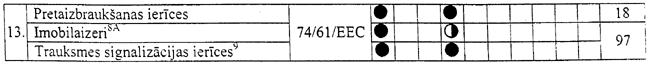 Pretaizbraukšanas ierīces 18
13. Imobilaizeri⁸ᴬ 74/61/EEC 97
Trauksmes signalizācijas ierīces⁹